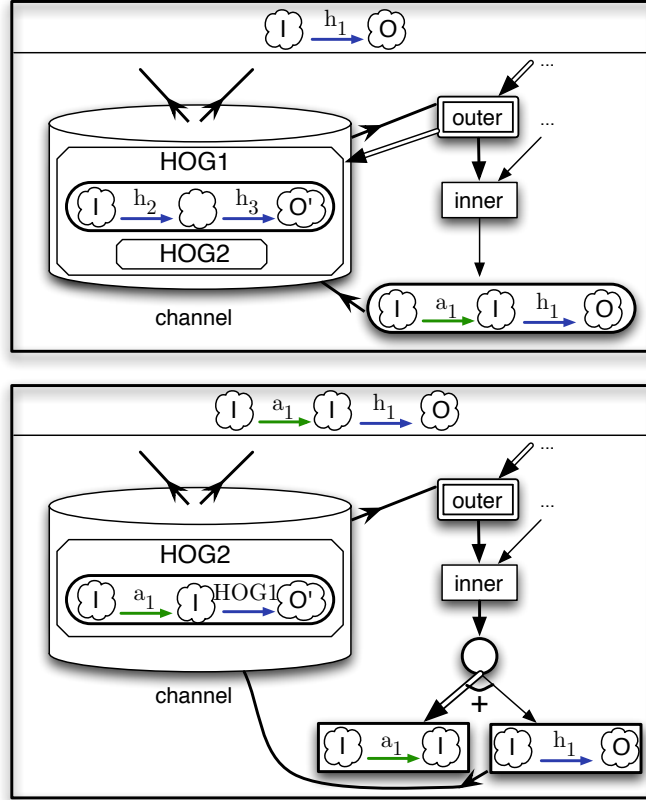 I h1 O
...
outer
...
HOG1
inner
I h2 h3 O'
HOG2
channel
I a1 I h1 O
I a1 I h1 O
...
outer
...
HOG2
inner
I a1 I HOG1 O'
channel
+
I a1 I
I h1 O